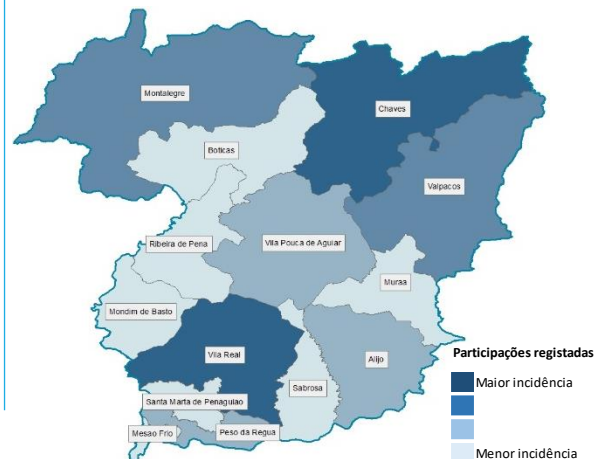 Montalegre
Chaves
Boticas
Valpacos
Ribeira de Pena
Vila Pouca de Aguiar
Muraa
Mondim de Basto
Vila Real
Alijo
Sabrosa
Santa Marta de Penaguiao
Mesao Frio
Peso da Regua
Participações registadas
Maior incidência
Menor incidência